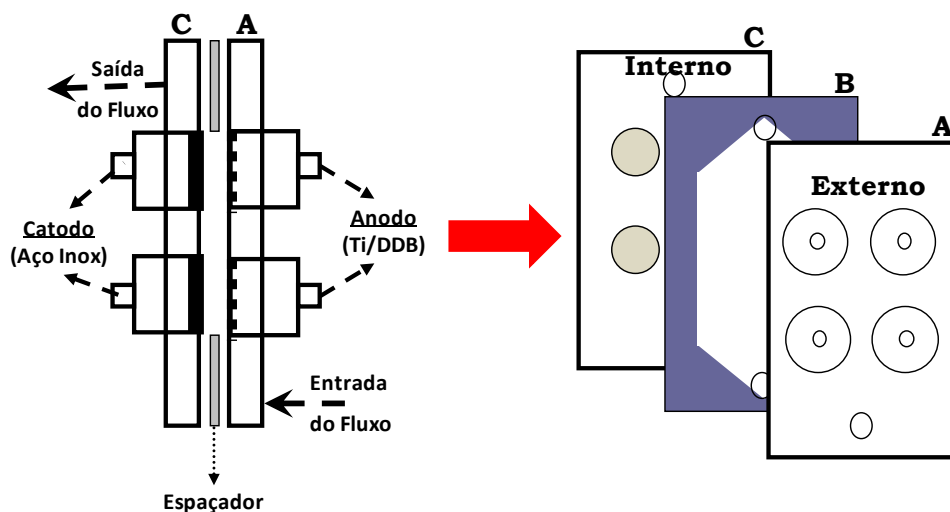 C
A
Saída
do Fluxo
Catodo
(Aço Inox)
Anodo
(Ti/DDB)
Entrada
do Fluxo
Espaçador
C
Interno
B
A
Externo